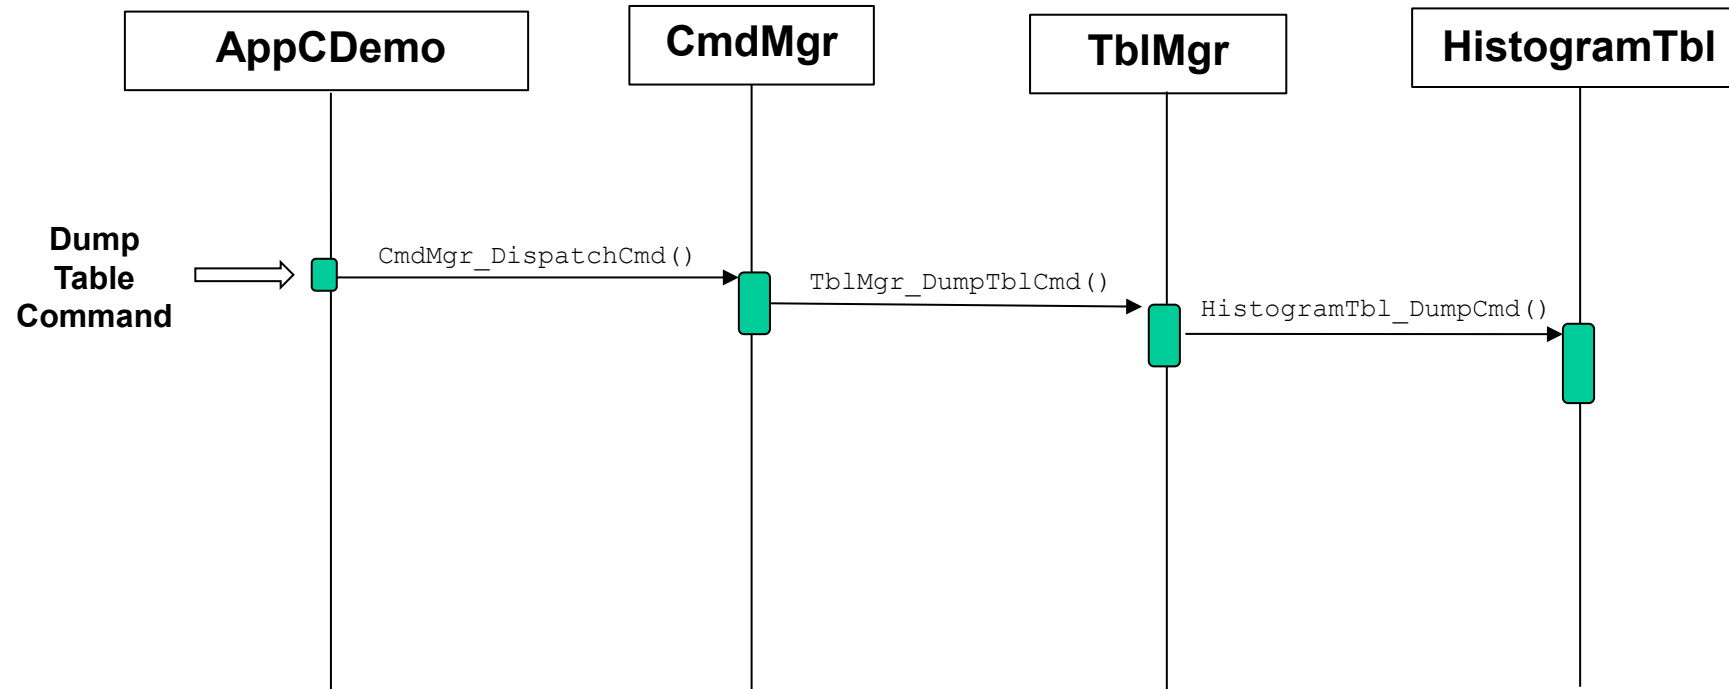 AppCDemo
CmdMgr
TblMgr
HistogramTbl
Dump
Table
Command
CmdMgr_DispatchCmd()
TblMgr_DumpTblCmd()
HistogramTbl_DumpCmd()